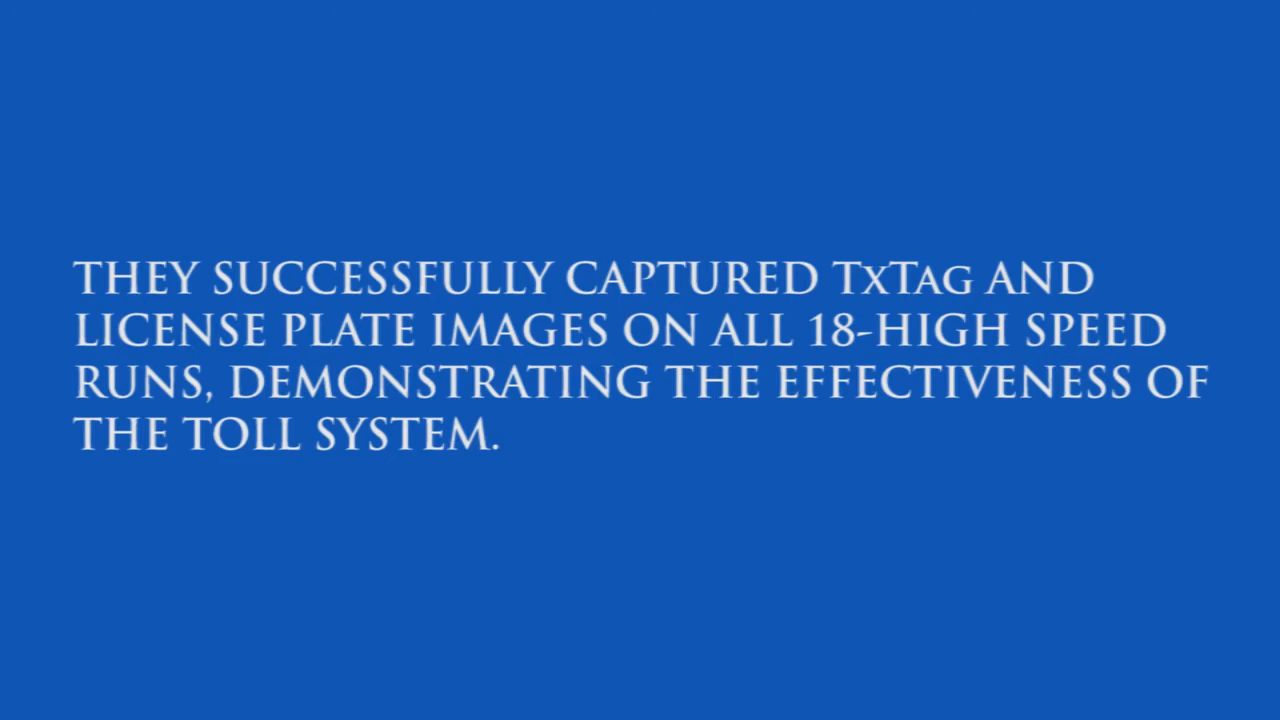 THEY SUCCESSFULLY CAPTURED TxTag AND
LICENSE PLATE IMAGES ON ALL 18-HIGH SPEED
RUNS, DEMONSTRATING THE EFFECTIVENESS OF
THE TOLL SYSTEM.